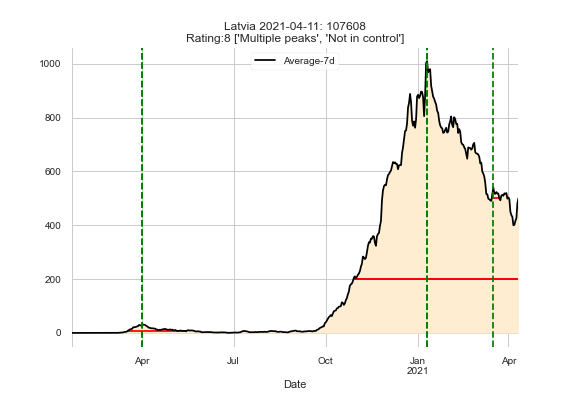 Latvia 2021-04-11: 107608
Rating:8 ['Multiple peaks', 'Not in control']
Average-7d
1000
800
600
400
200
0
Apr
Jul
Oct
Jan
2021
Apr
Date